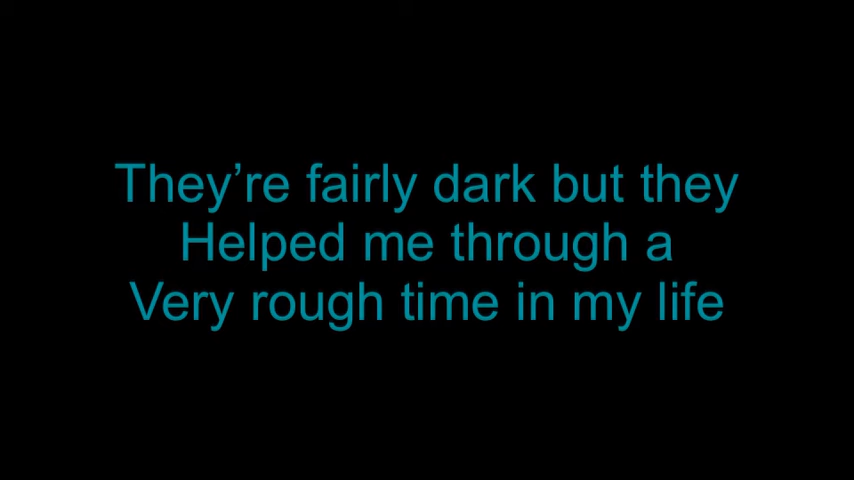 They’re fairly dark but they
Helped me through a
Very rough time in my life